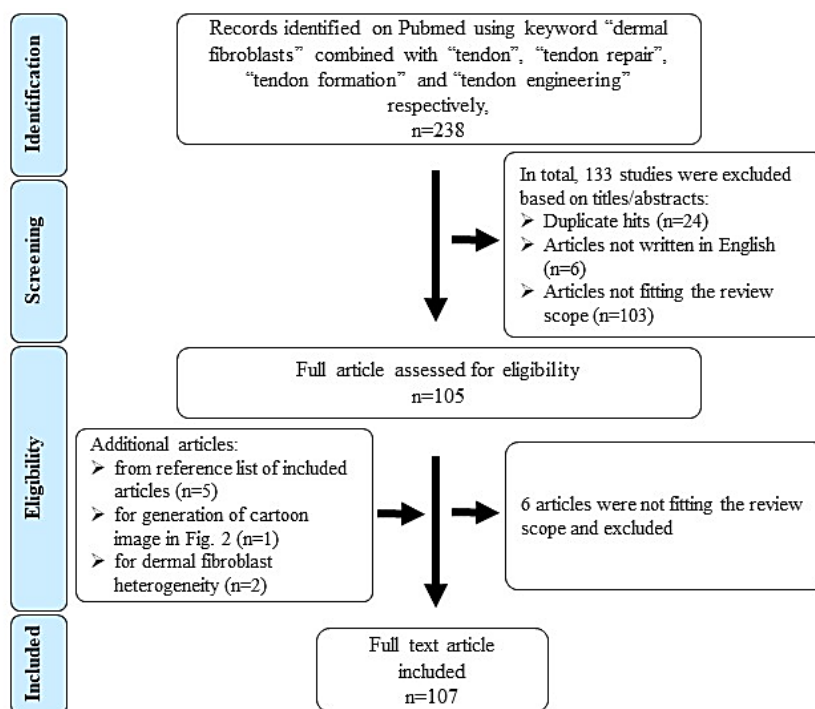 Identification
Records identified on Pubmed using keyword “dermal
fibroblasts” combined with “tendon”, “tendon repair”,
“tendon formation” and “tendon engineering”
respectively,
n=238
Screening
In total, 133 studies were excluded
based on titles/abstracts:
➢ Duplicate hits (n=24)
➢ Articles not written in English
(n=6)
➢ Articles not fitting the review
scope (n=103)
Eligibility
Full article assessed for eligibility
n=105
Additional articles:
➢ from reference list of included
articles (n=5)
➢ for generation of cartoon
image in Fig. 2 (n=1)
➢ for dermal fibroblast
heterogeneity (n=2)
6 articles were not fitting the review
scope and excluded
Included
Full text article
included
n=107